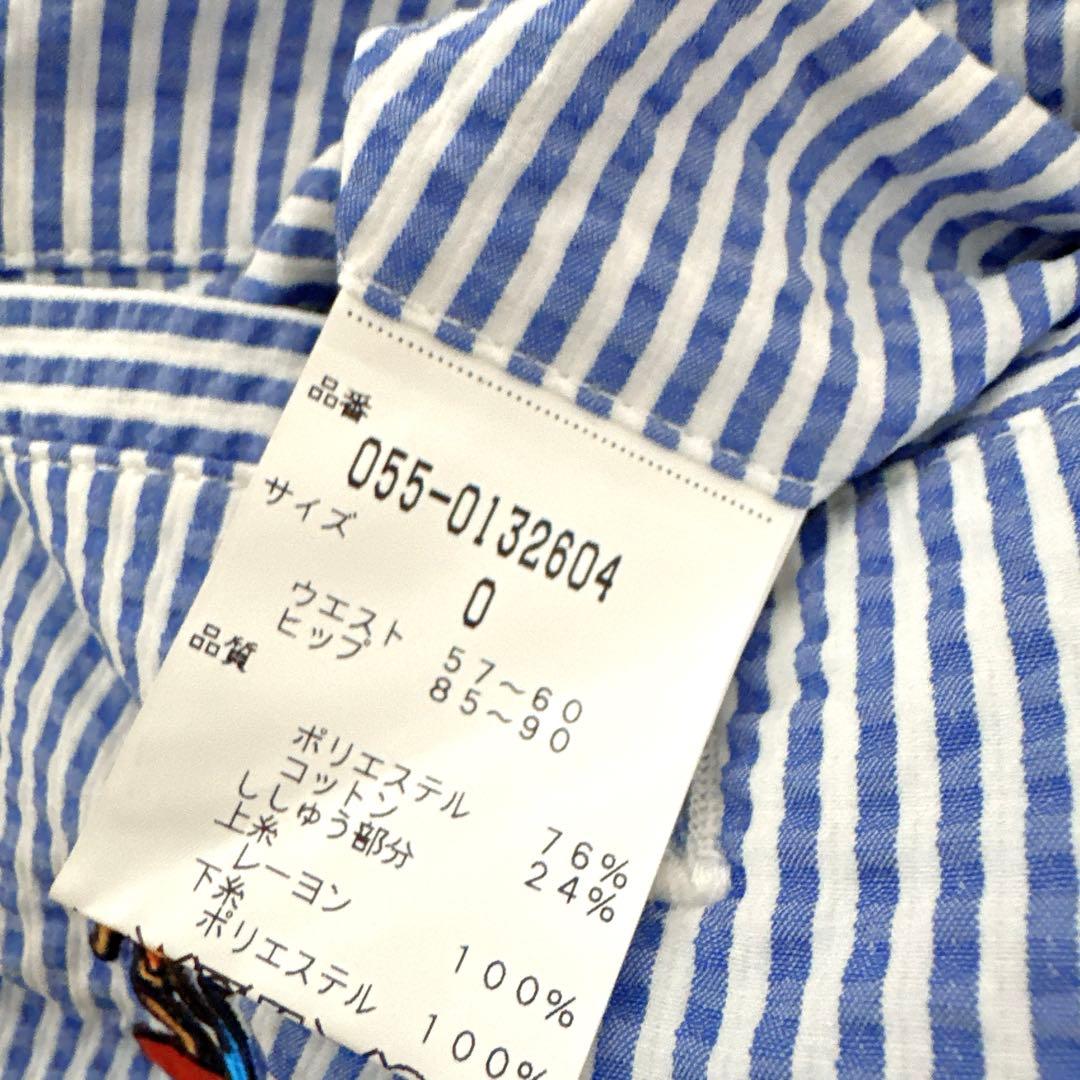 品番
055-0132604
サイズ 0
ウエスト 57~60
ヒップ 85~90
品質
ポリエステル 76%
コットン 24%
ししゅう部分
上糸
レーヨン 100%
下糸
ポリエステル 100%